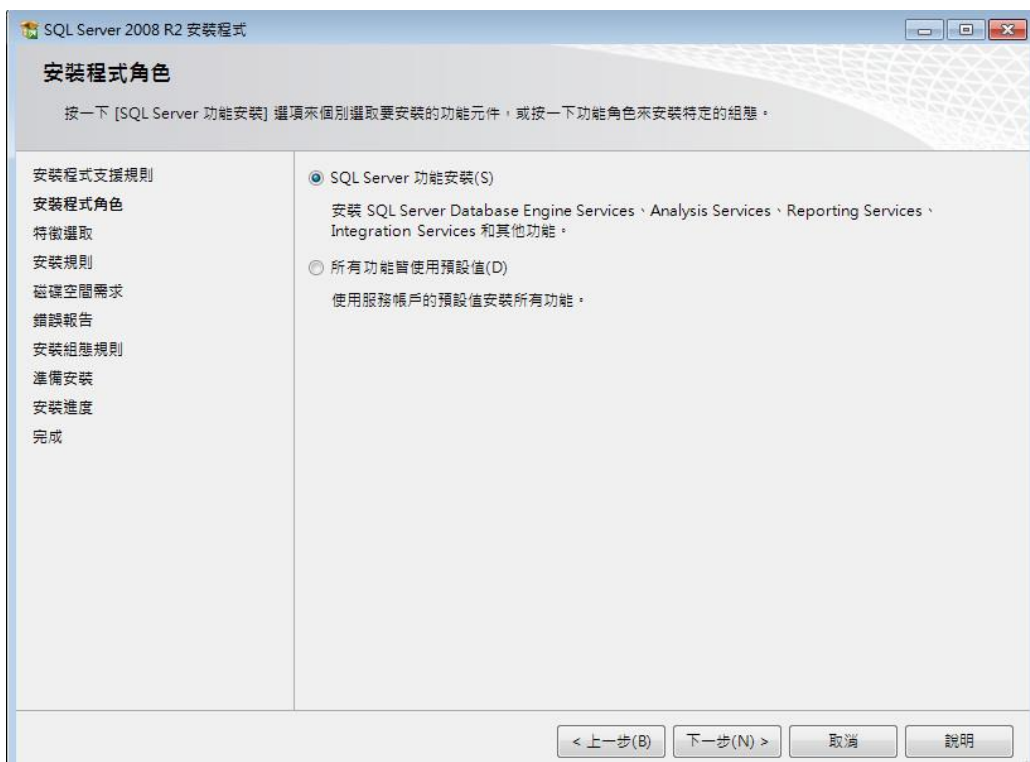 SQL Server 2008 R2 安裝程式
安裝程式角色
按一下 [SQL Server 功能安裝] 選項來個別選取要安裝的功能元件，或按一下功能角色來安裝特定的組態。
安裝程式支援規則
安裝程式角色
特徵選取
安裝規則
磁碟空間需求
錯誤報告
安裝組態規則
準備安裝
安裝進度
完成
SQL Server 功能安裝(S)
安裝 SQL Server Database Engine Services、Analysis Services、Reporting Services、
Integration Services 和其他功能。
所有功能皆使用預設值(D)
使用服務帳戶的預設值安裝所有功能。
< 上一步(B)
下一步(N) >
取消
說明